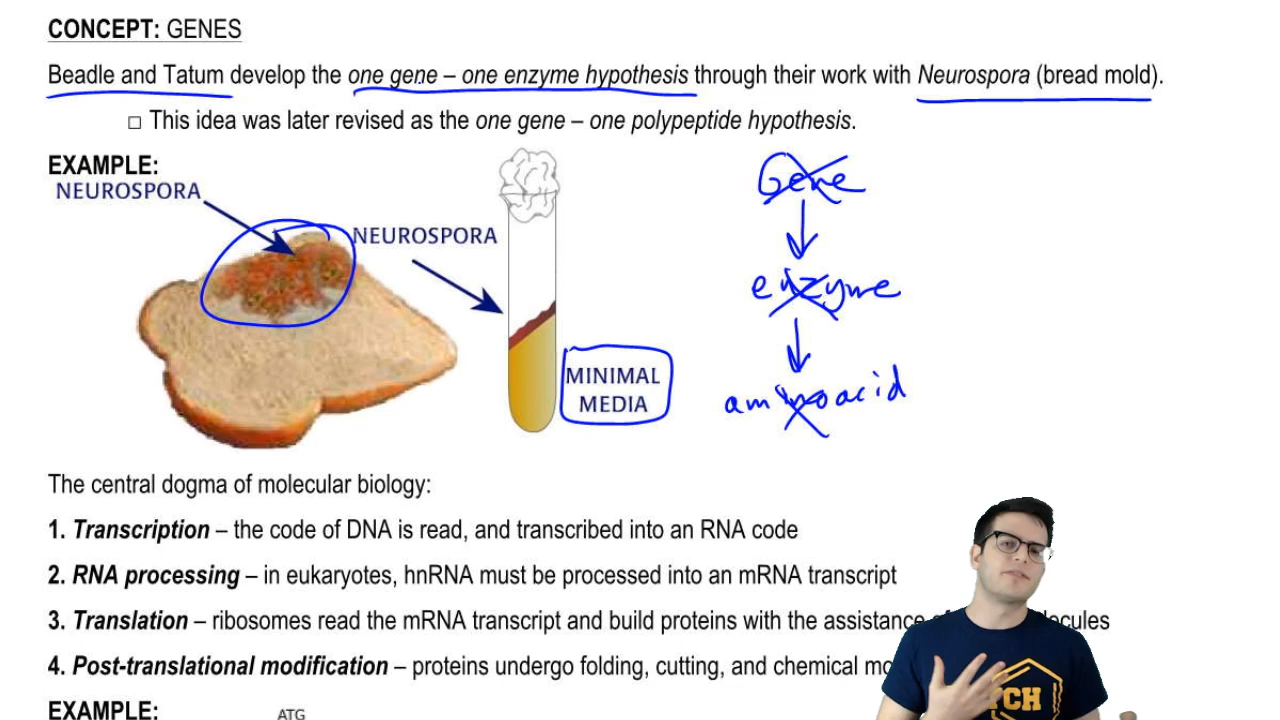 CONCEPT: GENES
Beadle and Tatum develop the one gene – one enzyme hypothesis through their work with Neurospora (bread mold).
□ This idea was later revised as the one gene – one polypeptide hypothesis.
EXAMPLE:
NEUROSPORA
NEUROSPORA
MINIMAL
MEDIA
Gene
enzyme
amino acid
The central dogma of molecular biology:
1. Transcription – the code of DNA is read, and transcribed into an RNA code
2. RNA processing – in eukaryotes, hnRNA must be processed into an mRNA transcript
3. Translation – ribosomes read the mRNA transcript and build proteins with the assistance
4. Post-translational modification – proteins undergo folding, cutting, and chemical
EXAMPLE:
ATG